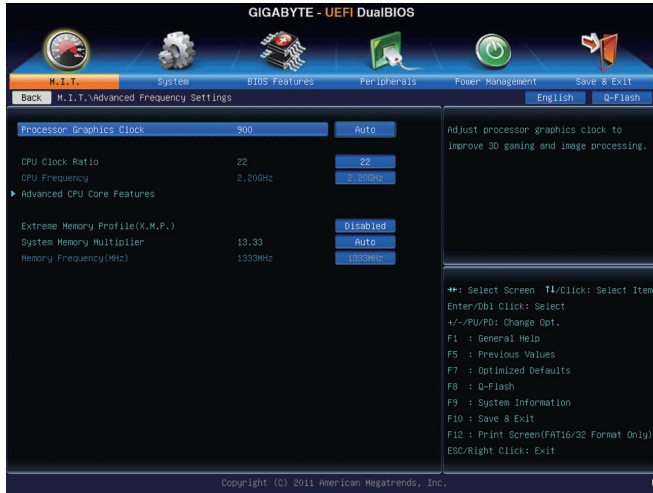 GIGABYTE - UEFI DualBIOS
M.I.T. System BIOS Features Peripherals Power Management Save & Exit
Back M.I.T.\Advanced Frequency Settings English Q-Flash
Processor Graphics Clock 900 Auto
CPU Clock Ratio 22 22
CPU Frequency 2.20GHz 2.20GHz
Advanced CPU Core Features
Extreme Memory Profile(X.M.P.) Disabled
System Memory Multiplier 13.33 Auto
Memory Frequency(MHz) 1333MHz 1333MHz
Adjust processor graphics clock to
improve 3D gaming and image processing.
→←: Select Screen ↑↓/Click: Select Item
Enter/Dbl Click: Select
+/-/PU/PD: Change Opt.
F1 : General Help
F5 : Previous Values
F7 : Optimized Defaults
F8 : Q-Flash
F9 : System Information
F10 : Save & Exit
F12 : Print Screen(FAT16/32 Format Only)
ESC/Right Click: Exit
Copyright (C) 2011 American Megatrends, Inc.